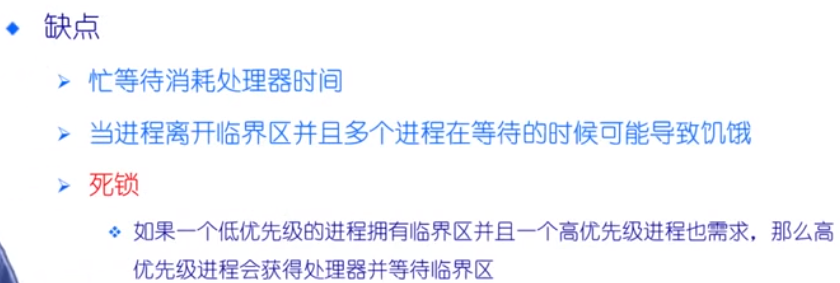 缺点
忙等待消耗处理器时间
当进程离开临界区并且多个进程在等待的时候可能导致饥饿
死锁
如果一个低优先级的进程拥有临界区并且一个高优先级进程也需求，那么高
优先级进程会获得处理器并等待临界区